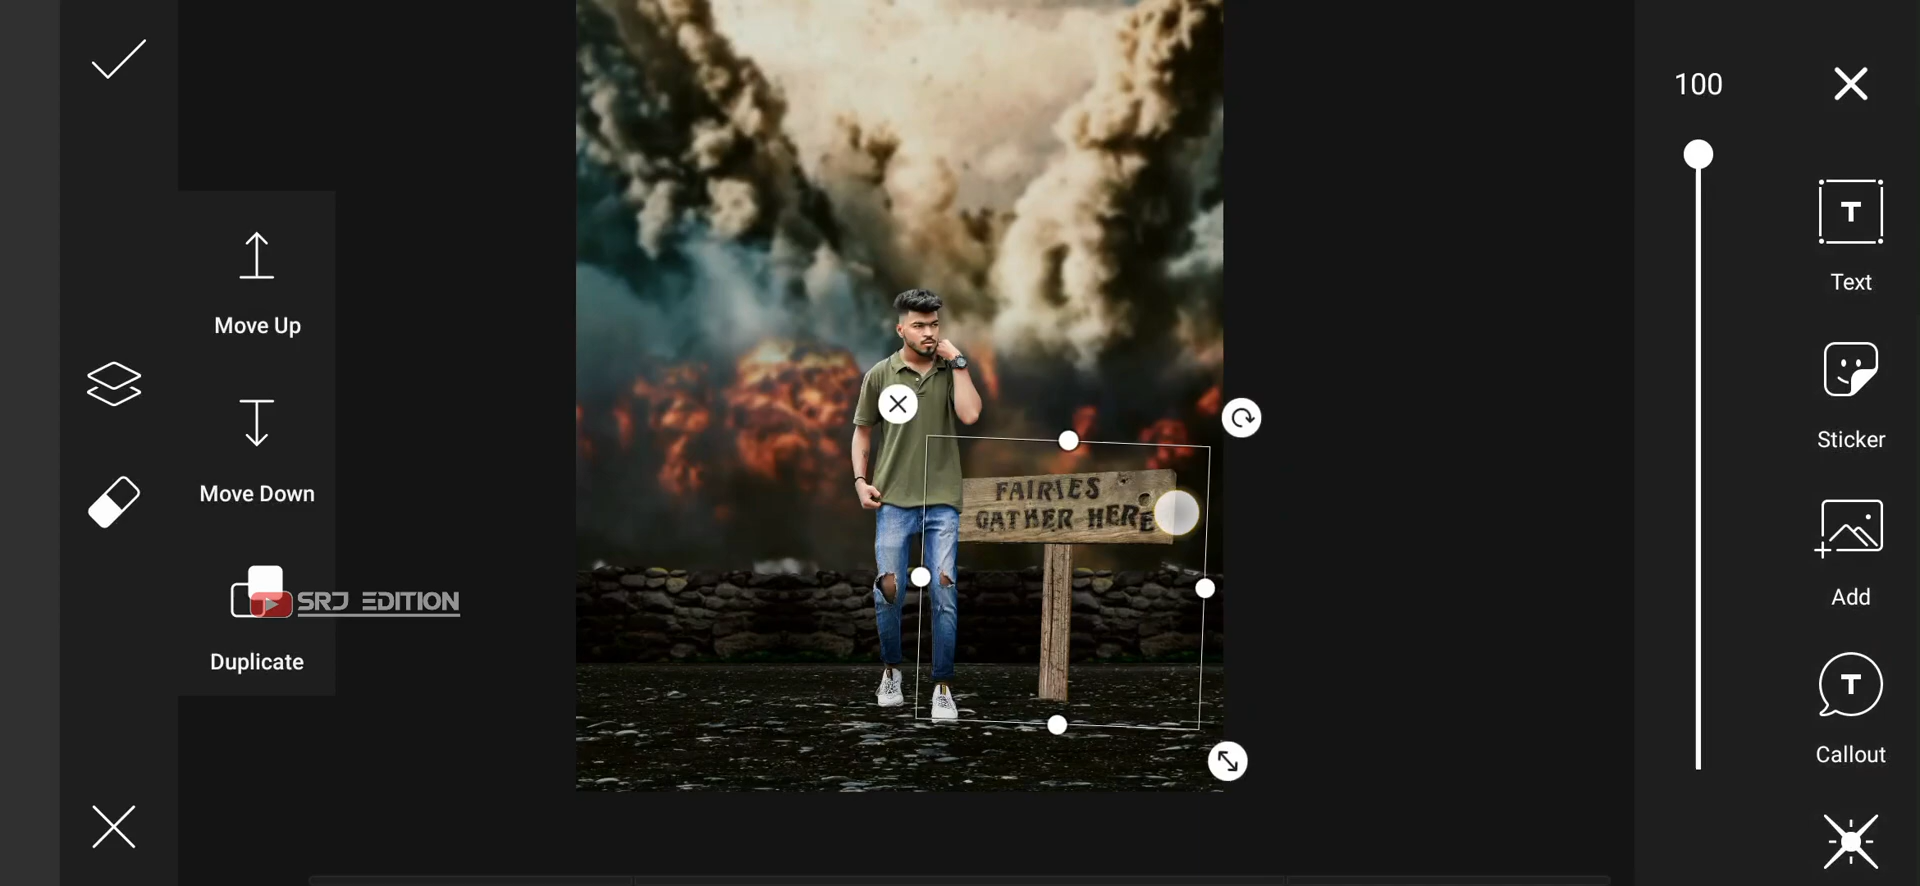 100
T
Text
Move Up
Sticker
FAIRIES
GATHER HERE
Move Down
Add
SRJ EDITION
Duplicate
T
Callout